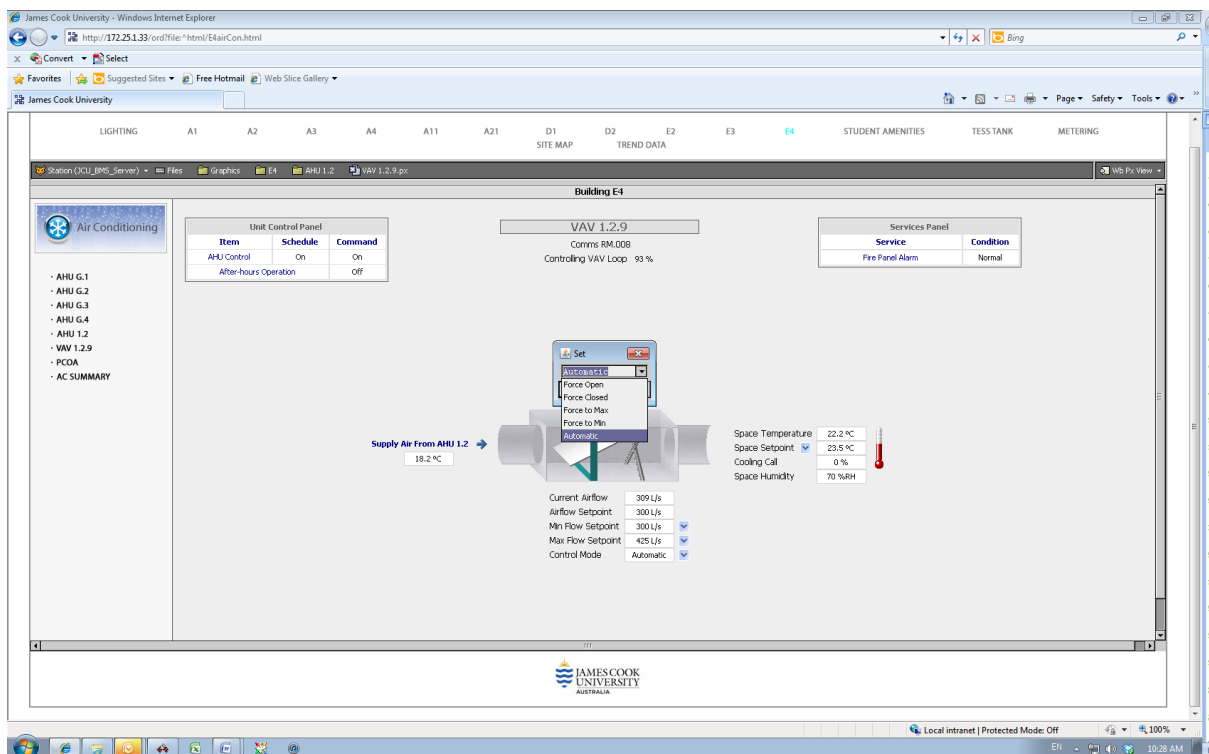 James Cook University - Windows Internet Explorer
http://172.25.1.33/ord?file:^html/E4airCon.html
Bing
x Convert Select
Favorites Suggested Sites Free Hotmail Web Slice Gallery
James Cook University
Page Safety Tools
LIGHTING A1 A2 A3 A4 A11 A21 D1 D2 E2 E3 E4 STUDENT AMENITIES TESS TANK METERING
SITE MAP TREND DATA
Station (JCU_BMS_Server) Files Graphics E4 AHU 1.2 VAV 1.2.9.px Wb Px View
Building E4
Air Conditioning
· AHU G.1
· AHU G.2
· AHU G.3
· AHU G.4
· AHU 1.2
· VAV 1.2.9
· PCOA
· AC SUMMARY
Unit Control Panel
Item Schedule Command
AHU Control On On
After-hours Operation Off
VAV 1.2.9
Comms RM.008
Controlling VAV Loop 93 %
Services Panel
Service Condition
Fire Panel Alarm Normal
Set
Automatic
Force Open
Force Closed
Force to Max
Force to Min
Automatic
Supply Air From AHU 1.2
18.2 ºC
Space Temperature 22.2 ºC
Space Setpoint 23.5 ºC
Cooling Call 0 %
Space Humidity 70 %RH
Current Airflow 309 L/s
Airflow Setpoint 300 L/s
Min Flow Setpoint 300 L/s
Max Flow Setpoint 425 L/s
Control Mode Automatic
JAMES COOK
UNIVERSITY
AUSTRALIA
Local intranet | Protected Mode: Off 100%
EN 10:28 AM